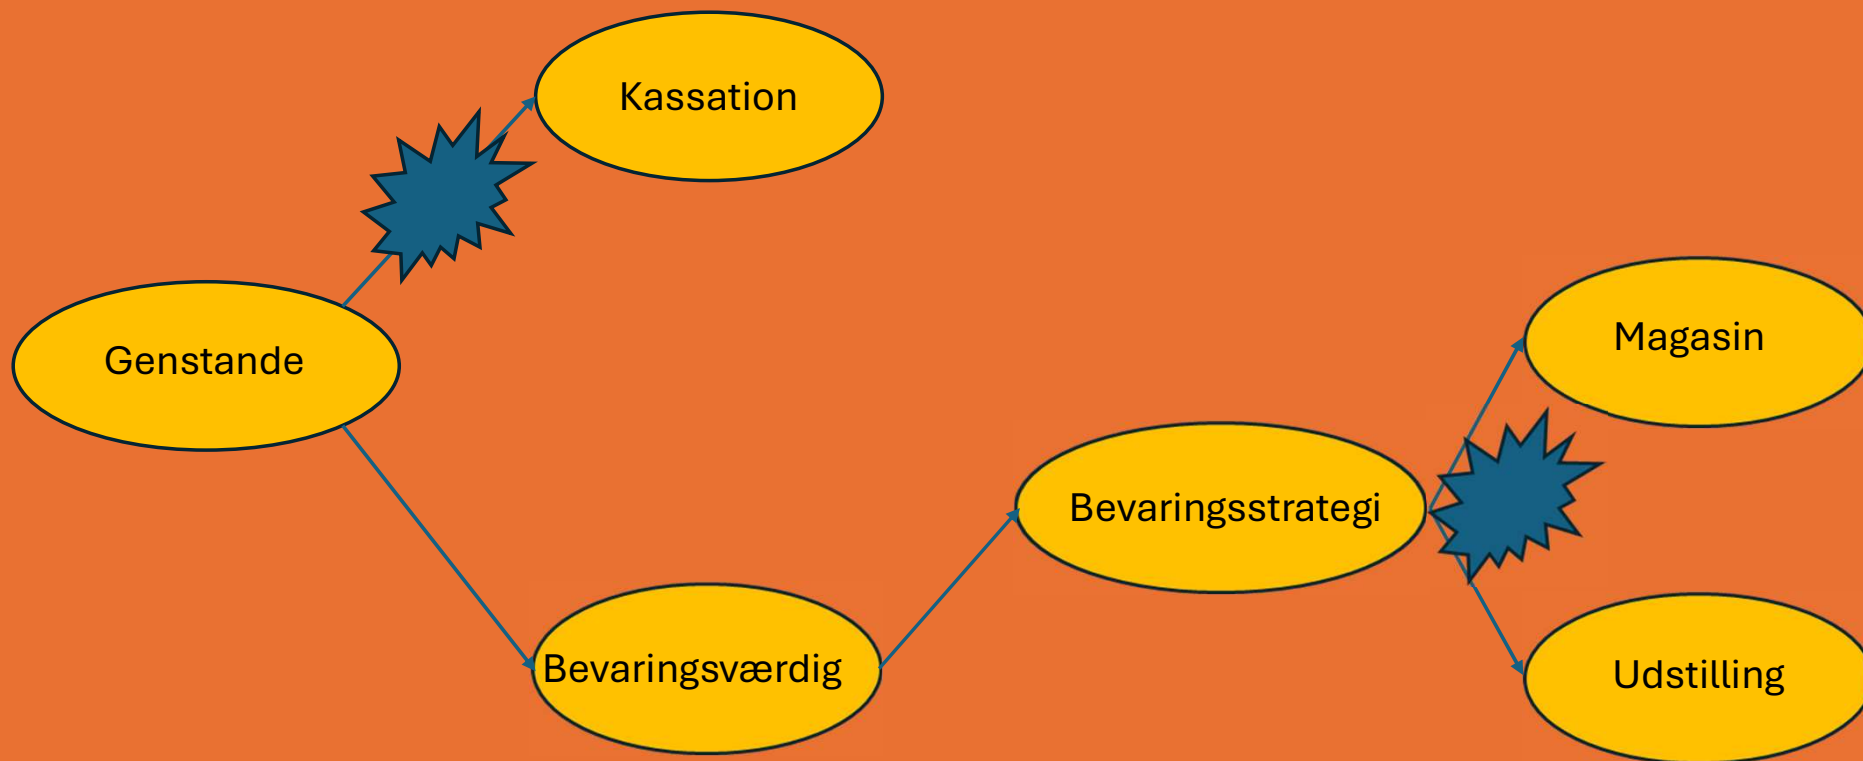 Kassation
Genstande
Magasin
Bevaringsstrategi
Bevaringsværdig
Udstilling